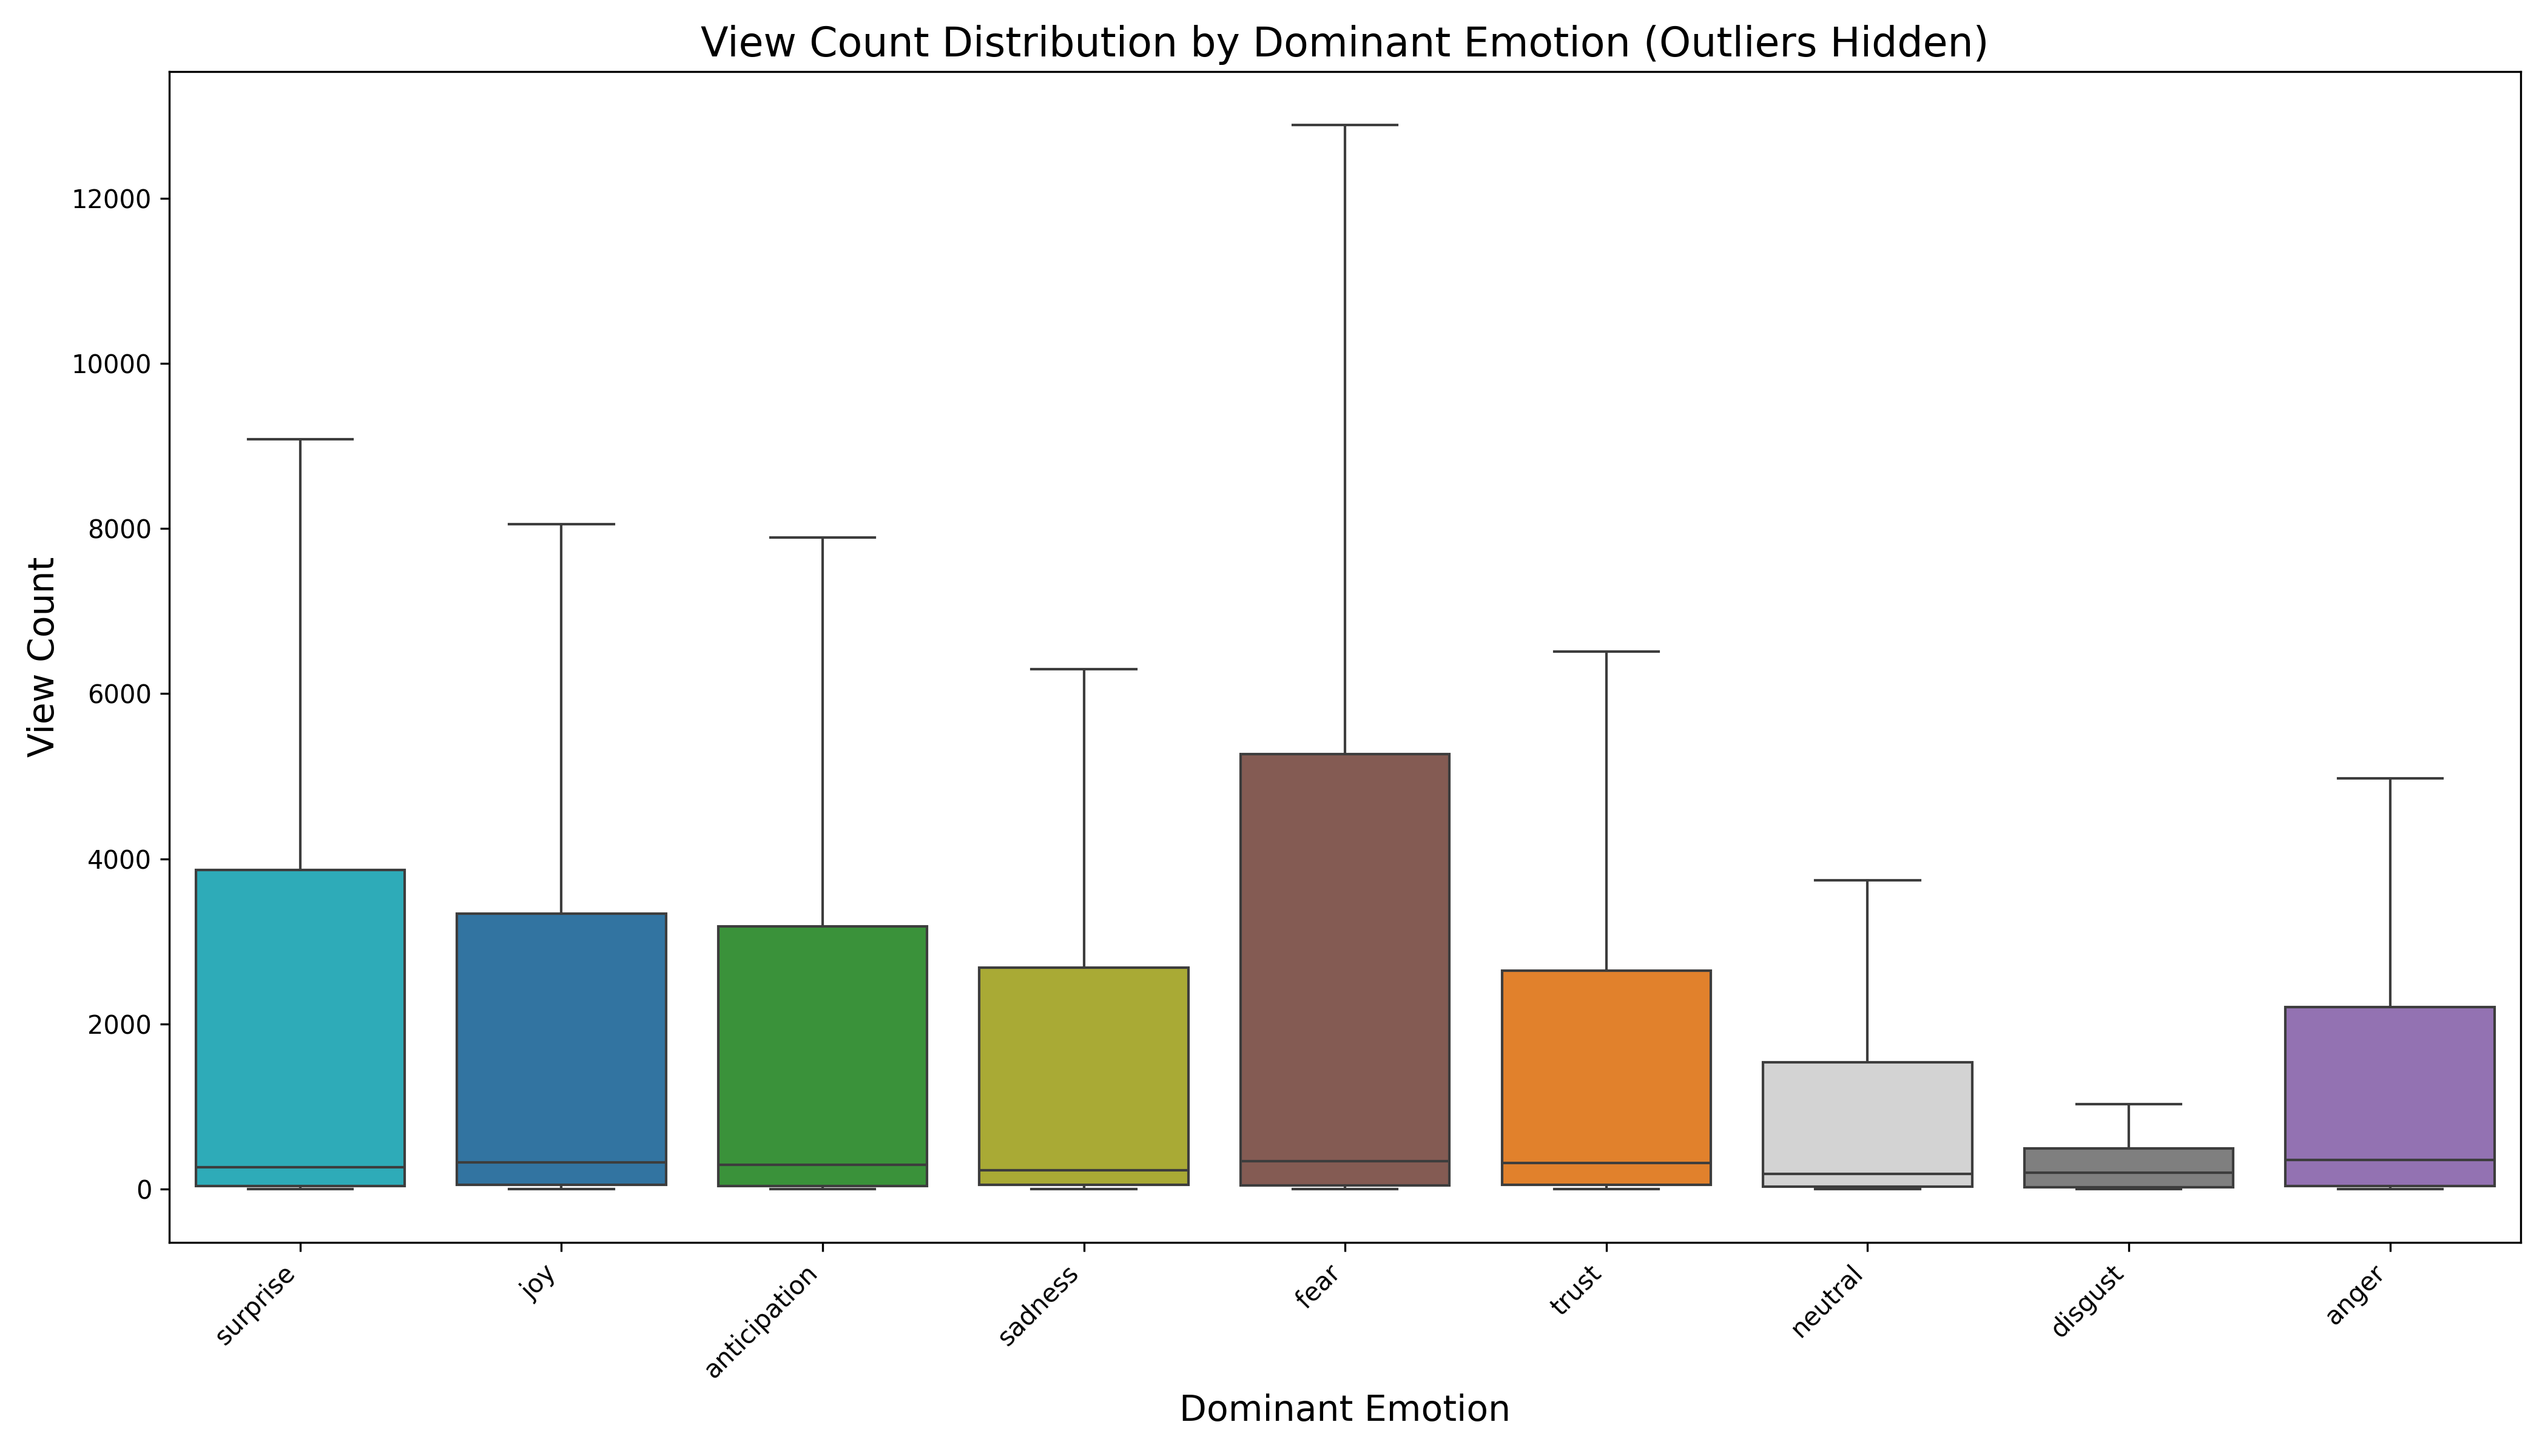 View Count Distribution by Dominant Emotion (Outliers Hidden)
View Count
12000
10000
8000
6000
4000
2000
0
surprise
joy
anticipation
sadness
fear
trust
neutral
disgust
anger
Dominant Emotion